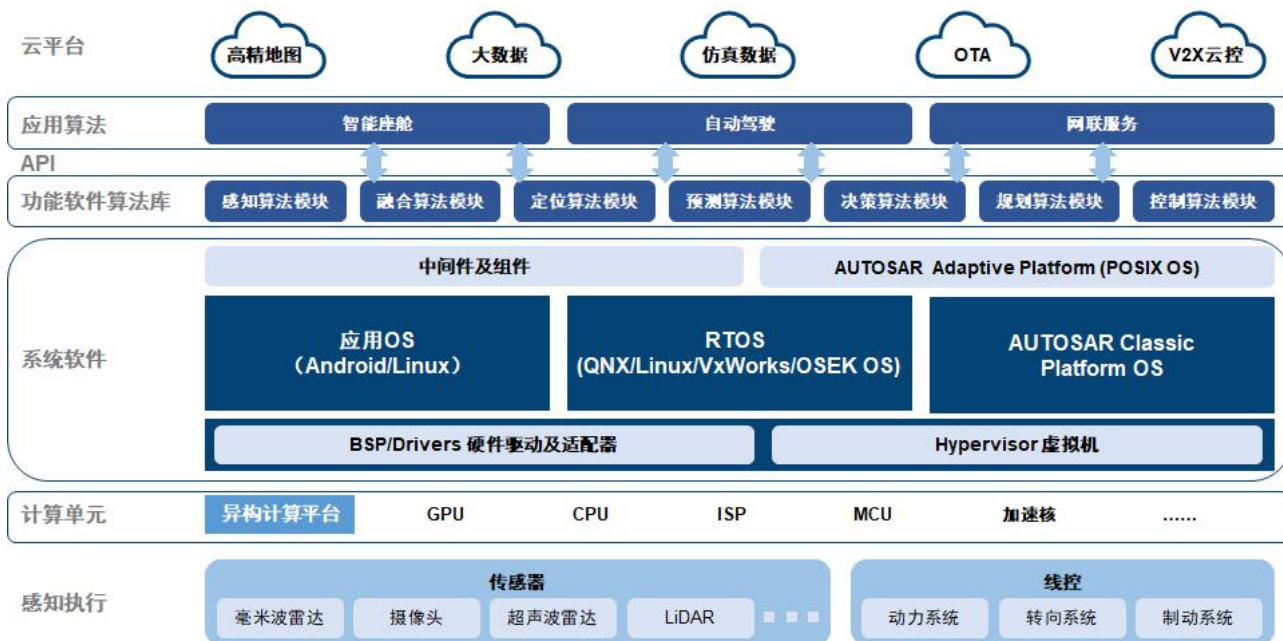 云平台
高精地图
大数据
仿真数据
OTA
V2X云控
应用算法
智能座舱
自动驾驶
网联服务
API
功能软件算法库
感知算法模块
融合算法模块
定位算法模块
预测算法模块
决策算法模块
规划算法模块
控制算法模块
系统软件
中间件及组件
AUTOSAR Adaptive Platform (POSIX OS)
应用OS
（Android/Linux）
RTOS
(QNX/Linux/VxWorks/OSEK OS)
AUTOSAR Classic
Platform OS
BSP/Drivers 硬件驱动及适配器
Hypervisor 虚拟机
计算单元
异构计算平台
GPU
CPU
ISP
MCU
加速核
......
感知执行
传感器
毫米波雷达
摄像头
超声波雷达
LiDAR
线控
动力系统
转向系统
制动系统